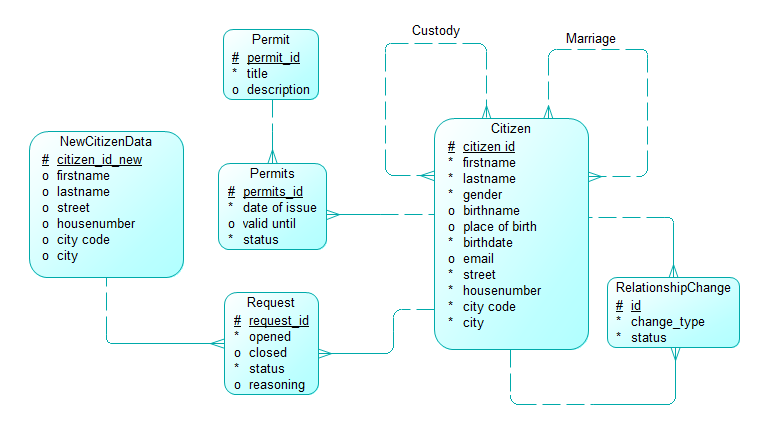 Custody
Marriage
Permit
# permit_id
* title
o description
NewCitizenData
# citizen_id_new
o firstname
o lastname
o street
o housenumber
o city code
o city
Permits
# permits_id
* date of issue
o valid until
* status
Citizen
# citizen id
* firstname
* lastname
* gender
o birthname
o place of birth
* birthdate
o email
* street
* housenumber
* city code
* city
Request
# request_id
* opened
o closed
* status
o reasoning
RelationshipChange
# id
* change_type
* status